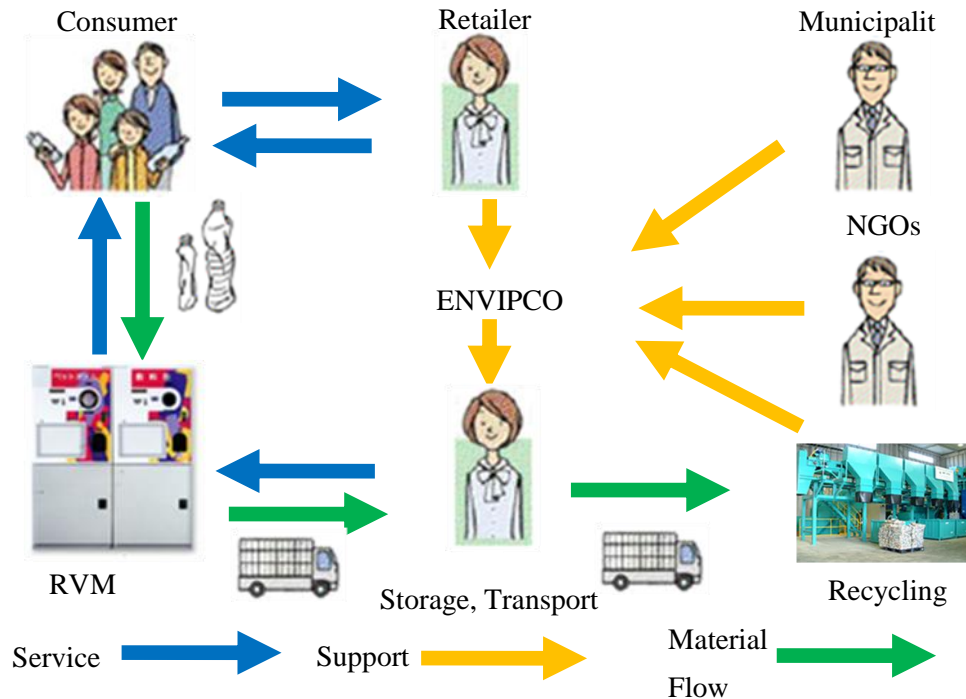 Consumer
Retailer
Municipalit
NGOs
ENVIPCO
RVM
Storage, Transport
Recycling
Service
Support
Material
Flow